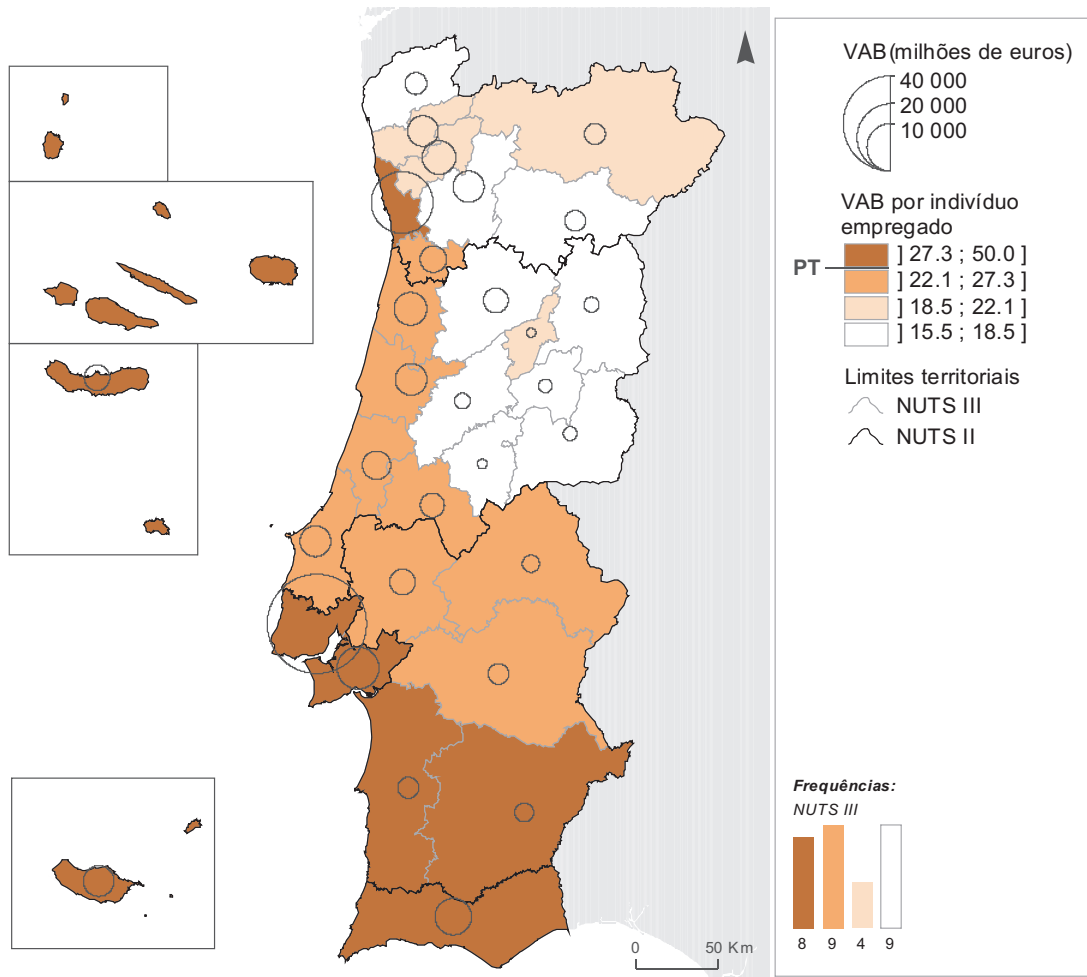 VAB (milhões de euros)
40 000
20 000
10 000
VAB por indivíduo
empregado
PT
] 27.3 ; 50.0 ]
] 22.1 ; 27.3 ]
] 18.5 ; 22.1 ]
] 15.5 ; 18.5 ]
Limites territoriais
NUTS III
NUTS II
Frequências:
NUTS III
8 9 4 9
0 50 Km